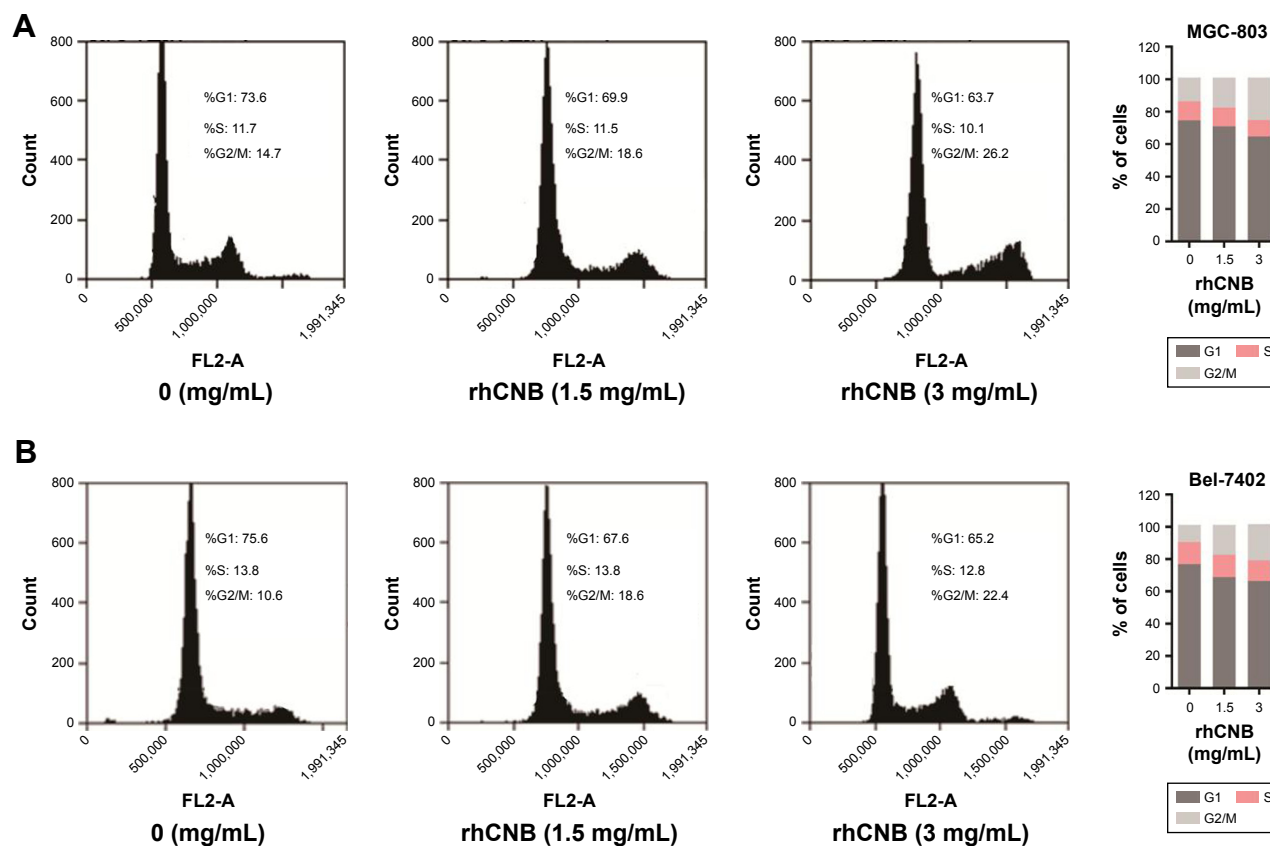 A
800
600
400
200
0
Count
%G1: 73.6
%S: 11.7
%G2/M: 14.7
0
500,000
1,000,000
1,991,345
FL2-A
0 (mg/mL)
800
600
400
200
0
Count
%G1: 69.9
%S: 11.5
%G2/M: 18.6
0
500,000
1,000,000
1,991,345
FL2-A
rhCNB (1.5 mg/mL)
800
600
400
200
0
Count
%G1: 63.7
%S: 10.1
%G2/M: 26.2
0
500,000
1,000,000
1,991,345
FL2-A
rhCNB (3 mg/mL)
MGC-803
120
100
80
60
40
20
0
% of cells
0 1.5 3
rhCNB
(mg/mL)
G1 S
G2/M
B
800
600
400
200
0
Count
%G1: 75.6
%S: 13.8
%G2/M: 10.6
0
500,000
1,000,000
1,991,345
FL2-A
0 (mg/mL)
800
600
400
200
0
Count
%G1: 67.6
%S: 13.8
%G2/M: 18.6
0
500,000
1,000,000
1,500,000
1,991,345
FL2-A
rhCNB (1.5 mg/mL)
800
600
400
200
0
Count
%G1: 65.2
%S: 12.8
%G2/M: 22.4
0
500,000
1,000,000
1,500,000
1,991,345
FL2-A
rhCNB (3 mg/mL)
Bel-7402
120
100
80
60
40
20
0
% of cells
0 1.5 3
rhCNB
(mg/mL)
G1 S
G2/M